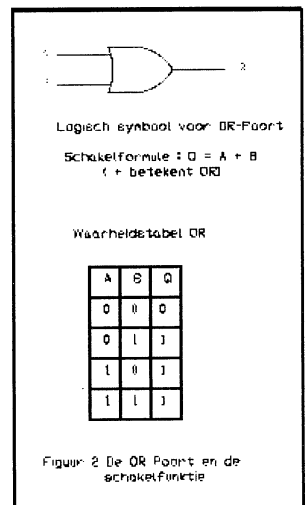 Logisch symbool voor OR-Poort
Schakelformule : Q = A + B
( + betekent OR)
Waarheidstabel OR
A B Q
0 0 0
0 1 1
1 0 1
1 1 1
Figuur 2 De OR Poort en de
schakelfunktie